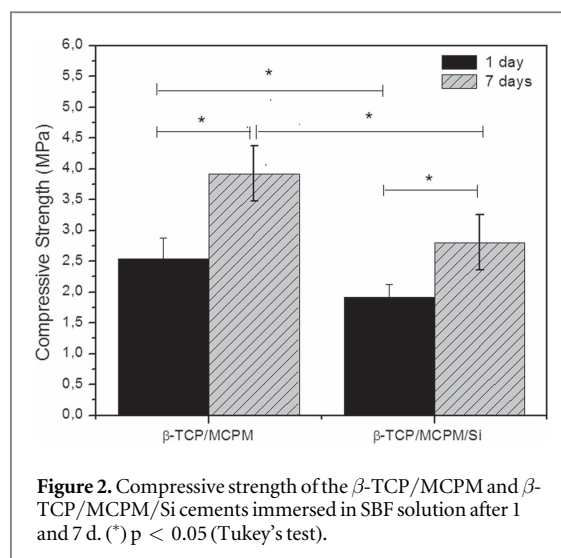 6,0
5,5
5,0
4,5
4,0
3,5
3,0
2,5
2,0
1,5
1,0
0,5
0,0
Compressive Strength (MPa)
1 day
7 days
*
*
*
*
β-TCP/MCPM
β-TCP/MCPM/Si
Figure 2. Compressive strength of the β-TCP/MCPM and β-
TCP/MCPM/Si cements immersed in SBF solution after 1
and 7 d. (*) p < 0.05 (Tukey's test).